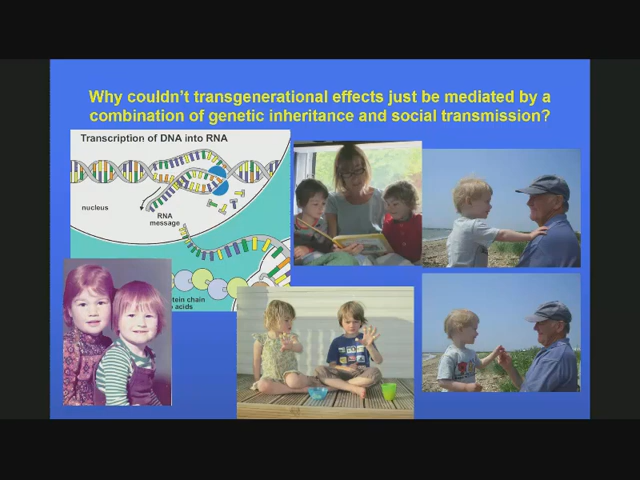 Why couldn't transgenerational effects just be mediated by a
combination of genetic inheritance and social transmission?
Transcription of DNA into RNA
nucleus
RNA
message
tein chain
acids